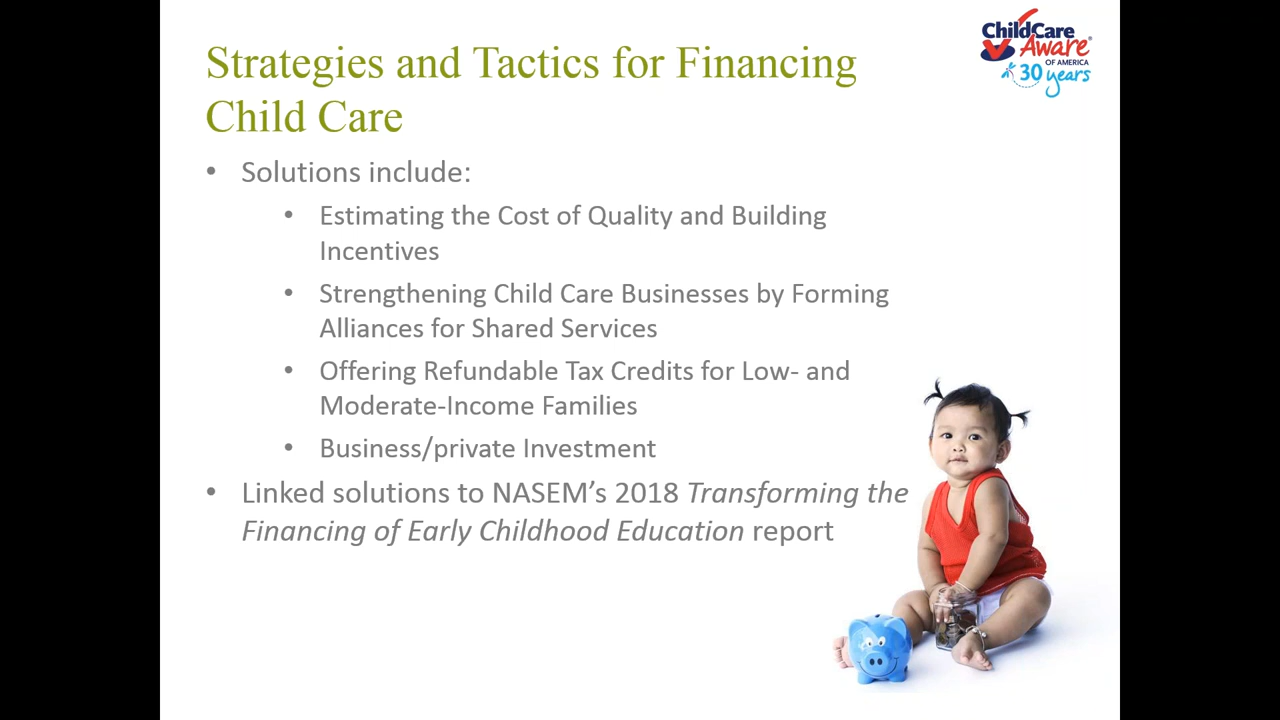 Strategies and Tactics for Financing
Child Care
• Solutions include:
• Estimating the Cost of Quality and Building
Incentives
• Strengthening Child Care Businesses by Forming
Alliances for Shared Services
• Offering Refundable Tax Credits for Low- and
Moderate-Income Families
• Business/private Investment
• Linked solutions to NASEM’s 2018 Transforming the
Financing of Early Childhood Education report
ChildCare
Aware®
OF AMERICA
30 years